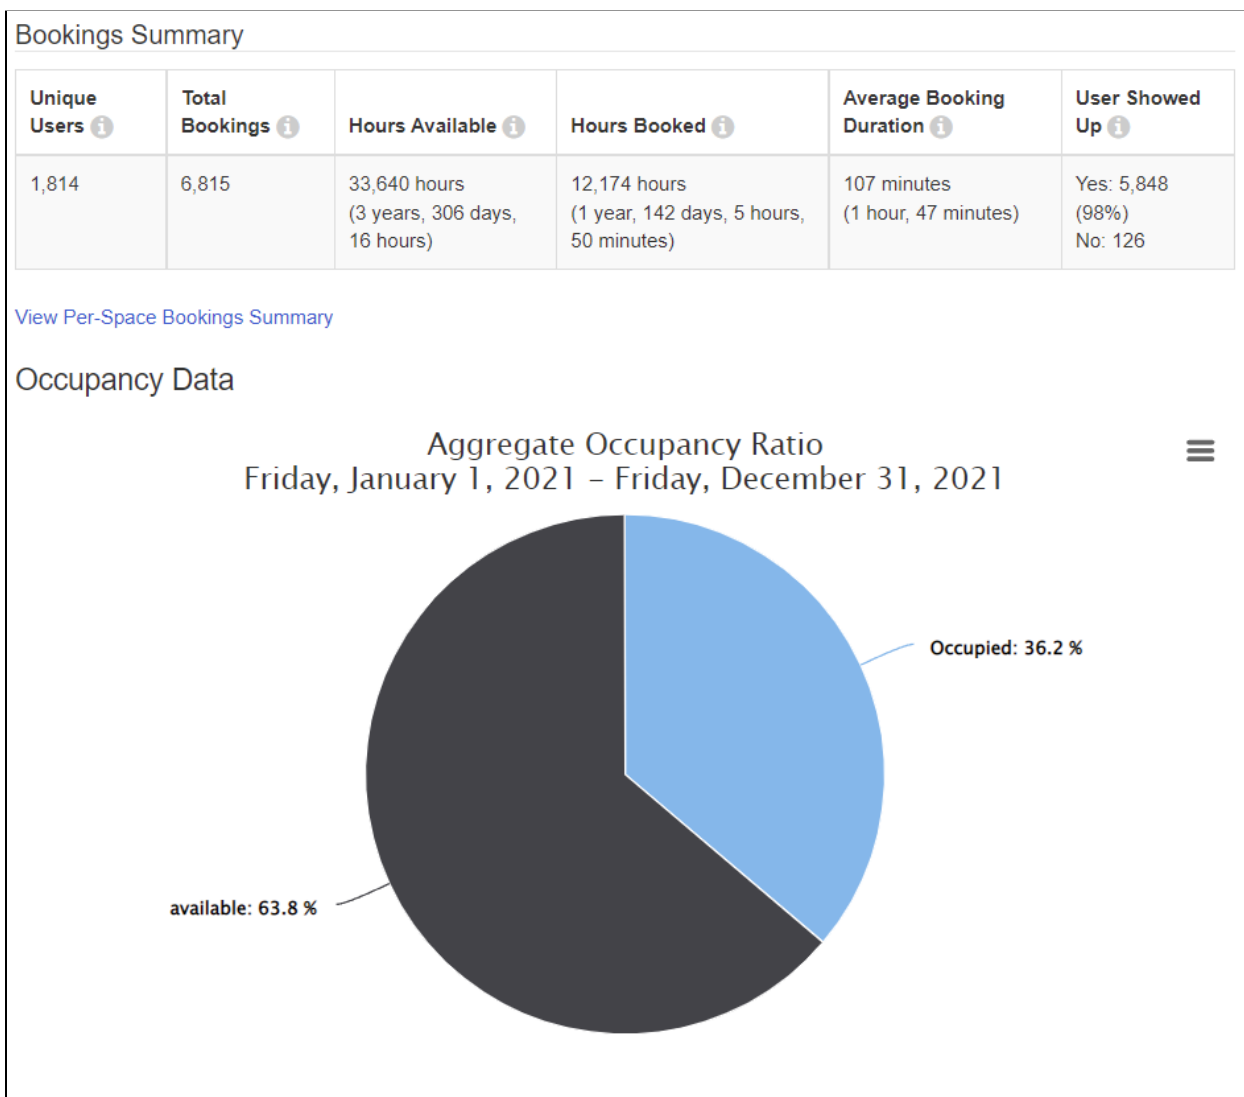 Bookings Summary
Unique
Users
Total
Bookings
Hours Available
Hours Booked
Average Booking
Duration
User Showed
Up
1,814
6,815
33,640 hours
(3 years, 306 days,
16 hours)
12,174 hours
(1 year, 142 days, 5 hours,
50 minutes)
107 minutes
(1 hour, 47 minutes)
Yes: 5,848
(98%)
No: 126
View Per-Space Bookings Summary
Occupancy Data
Aggregate Occupancy Ratio
Friday, January 1, 2021 – Friday, December 31, 2021
Occupied: 36.2 %
available: 63.8 %